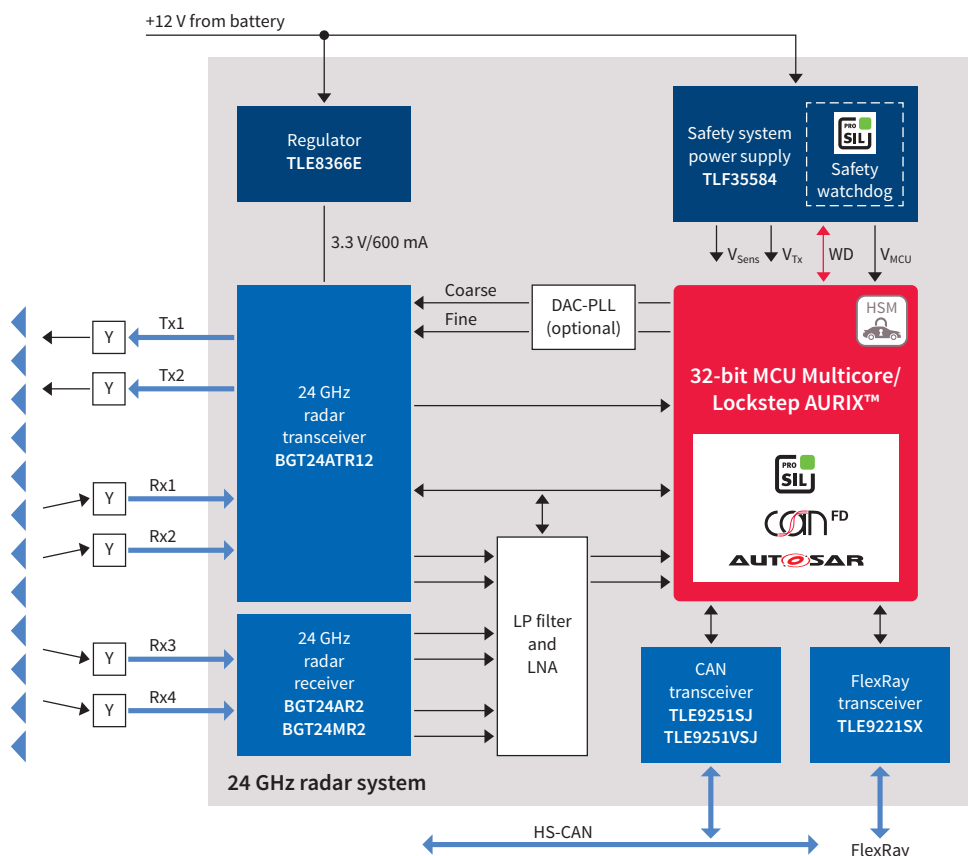 +12 V from battery
Regulator
TLE8366E
Safety system
power supply
TLF35584
PRO
SIL
Safety
watchdog
3.3 V/600 mA
VSens
VTx
WD
VMCU
Coarse
Fine
DAC-PLL
(optional)
HSM
32-bit MCU Multicore/
Lockstep AURIX™
PRO
SIL
CAN FD
AUTOSAR
Y
Tx1
Y
Tx2
24 GHz
radar
transceiver
BGT24ATR12
Y
Rx1
Y
Rx2
LP filter
and
LNA
Y
Rx3
Y
Rx4
24 GHz
radar
receiver
BGT24AR2
BGT24MR2
CAN
transceiver
TLE9251SJ
TLE9251VSJ
FlexRay
transceiver
TLE9221SX
24 GHz radar system
HS-CAN
FlexRay